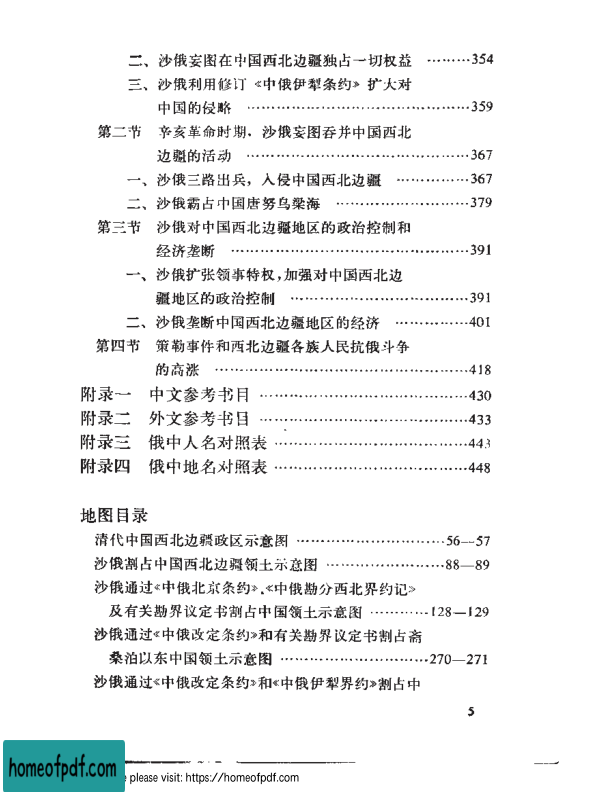 二、沙俄妄图在中国西北边疆独占一切权益 ………354
三、沙俄利用修订《中俄伊犁条约》扩大对
中国的侵略 ………359
第二节 辛亥革命时期、沙俄妄图吞并中国西北
边疆的活动 ………367
一、沙俄三路出兵，入侵中国西北边疆 ………367
二、沙俄霸占中国唐努乌梁海 ………379
第三节 沙俄对中国西北边疆地区的政治控制和
经济垄断 ………391
一、沙俄扩张领事特权，加强对中国西北边
疆地区的政治控制 ………391
二、沙俄垄断中国西北边疆地区的经济 ………401
第四节 策勒事件和西北边疆各族人民抗俄斗争
的高涨 ………418
附录一 中文参考书目 ………430
附录二 外文参考书目 ………433
附录三 俄中人名对照表 ………443
附录四 俄中地名对照表 ………448
地图目录
清代中国西北边疆政区示意图 ………56—57
沙俄割占中国西北边疆领土示意图 ………88—89
沙俄通过《中俄北京条约》、《中俄勘分西北界约记》
及有关勘界议定书割占中国领土示意图 ………128—129
沙俄通过《中俄改定条约》和有关勘界议定书割占斋
桑泊以东中国领土示意图 ………270—271
沙俄通过《中俄改定条约》和《中俄伊犁界约》割占中
5
homeofpdf.com
please visit: https://homeofpdf.com